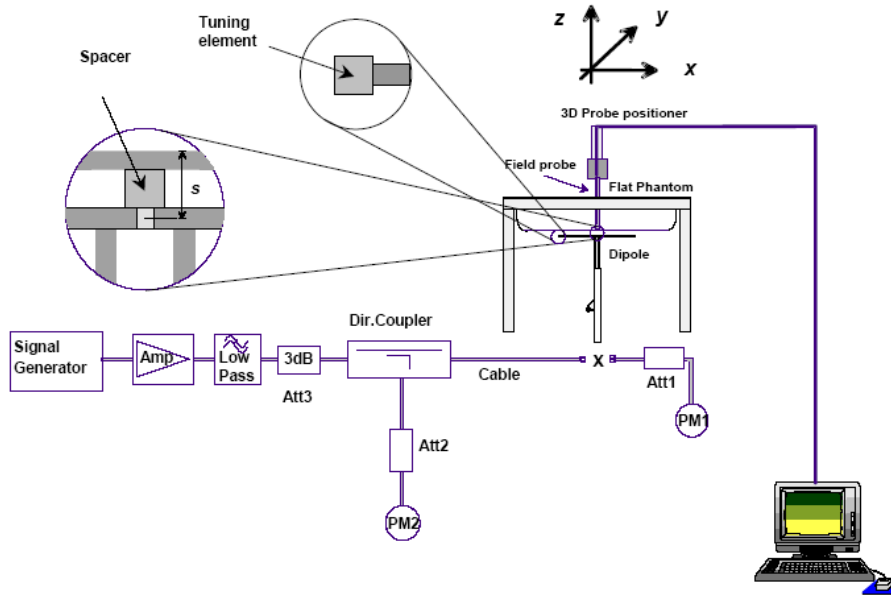 Tuning
element
Spacer
z
y
x
3D Probe positioner
Field probe
Flat Phantom
s
Dipole
Dir.Coupler
Signal
Generator
Amp
Low
Pass
3dB
Att3
Cable
X
Att1
PM1
Att2
PM2